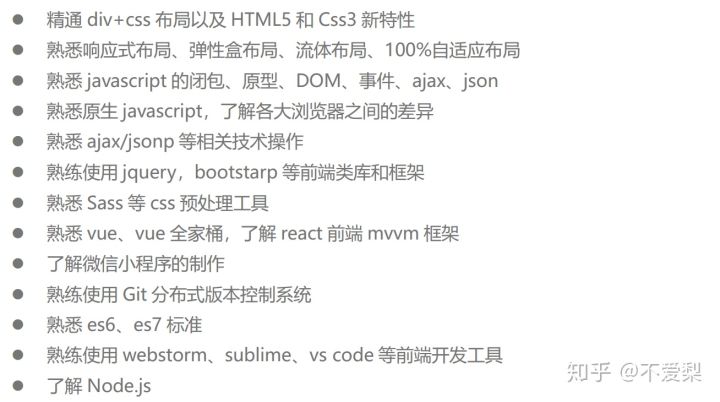 ● 精通 div+css 布局以及 HTML5 和 Css3 新特性
● 熟悉响应式布局、弹性盒布局、流体布局、100%自适应布局
● 熟悉 javascript 的闭包、原型、DOM、事件、ajax、json
● 熟悉原生 javascript，了解各大浏览器之间的差异
● 熟悉 ajax/jsonp 等相关技术操作
● 熟练使用 jquery，bootstarp 等前端类库和框架
● 熟悉 Sass 等 css 预处理工具
● 熟悉 vue、vue 全家桶，了解 react 前端 mvvm 框架
● 了解微信小程序的制作
● 熟练使用 Git 分布式版本控制系统
● 熟悉 es6、es7 标准
● 熟练使用 webstorm、sublime、vs code 等前端开发工具
● 了解 Node.js
知乎 @不爱梨